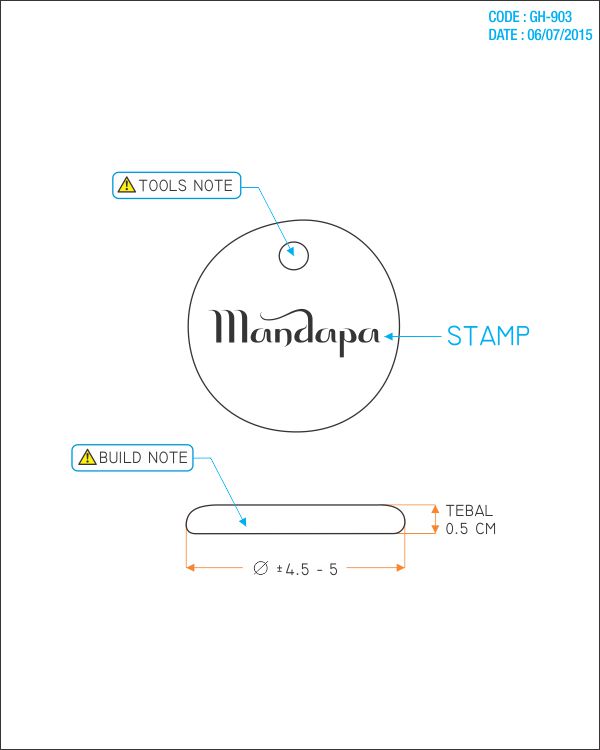 CODE : GH-903
DATE : 06/07/2015
TOOLS NOTE
Mandapa
STAMP
BUILD NOTE
TEBAL
0.5 CM
Ø ±4.5 - 5